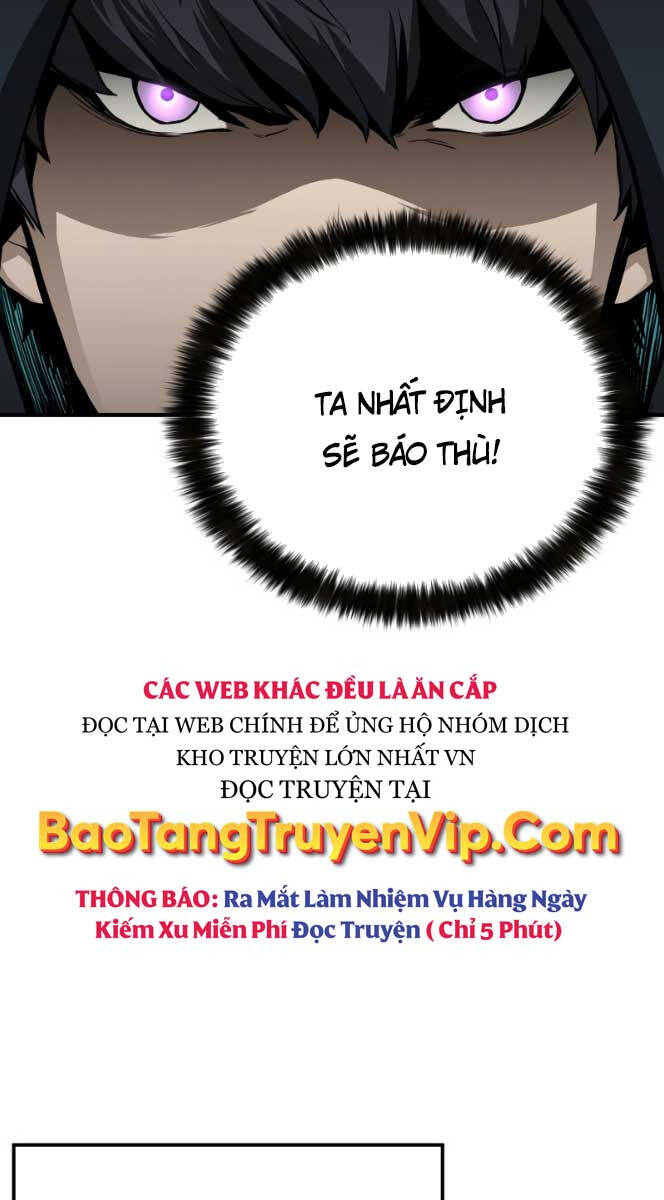 TA NHẤT ĐỊNH
SẼ BÁO THÙ!
CÁC WEB KHÁC ĐỀU LÀ ĂN CẮP
ĐỌC TẠI WEB CHÍNH ĐỂ ỦNG HỘ NHÓM DỊCH
KHO TRUYỆN LỚN NHẤT VN
ĐỌC TRUYỆN TẠI
BaoTangTruyenVip.Com
THÔNG BÁO: Ra Mắt Làm Nhiệm Vụ Hàng Ngày
Kiếm Xu Miễn Phí Đọc Truyện ( Chỉ 5 Phút)